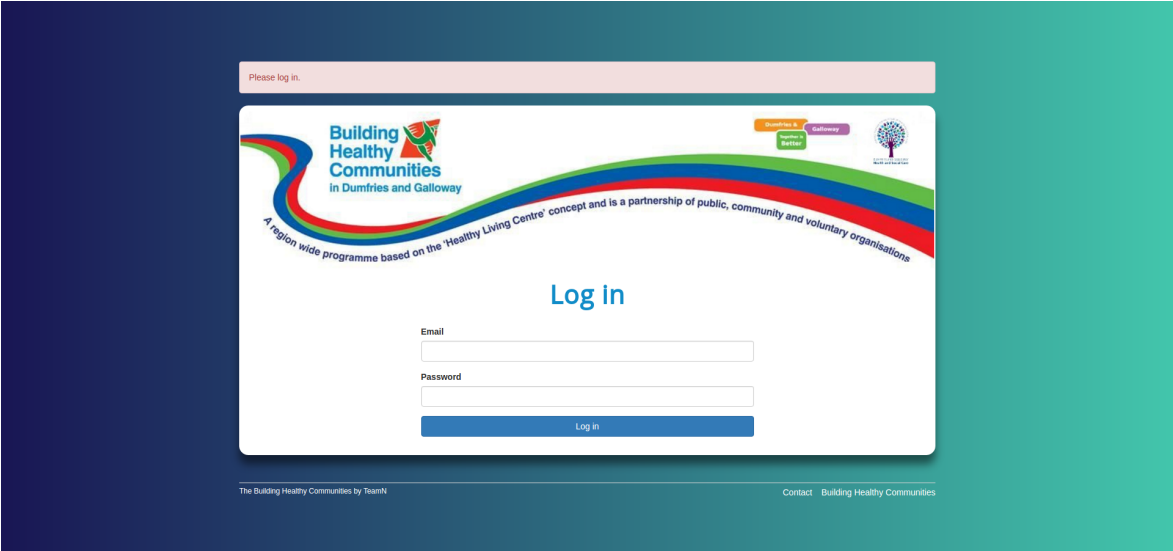 Please log in.
Building
Healthy
Communities
in Dumfries and Galloway
Dumfries &
Galloway
Together is
Better
A region wide programme based on the 'Healthy Living Centre' concept and is a partnership of public, community and voluntary organisations
Log in
Email
Password
Log in
The Building Healthy Communities by TeamN
Contact Building Healthy Communities